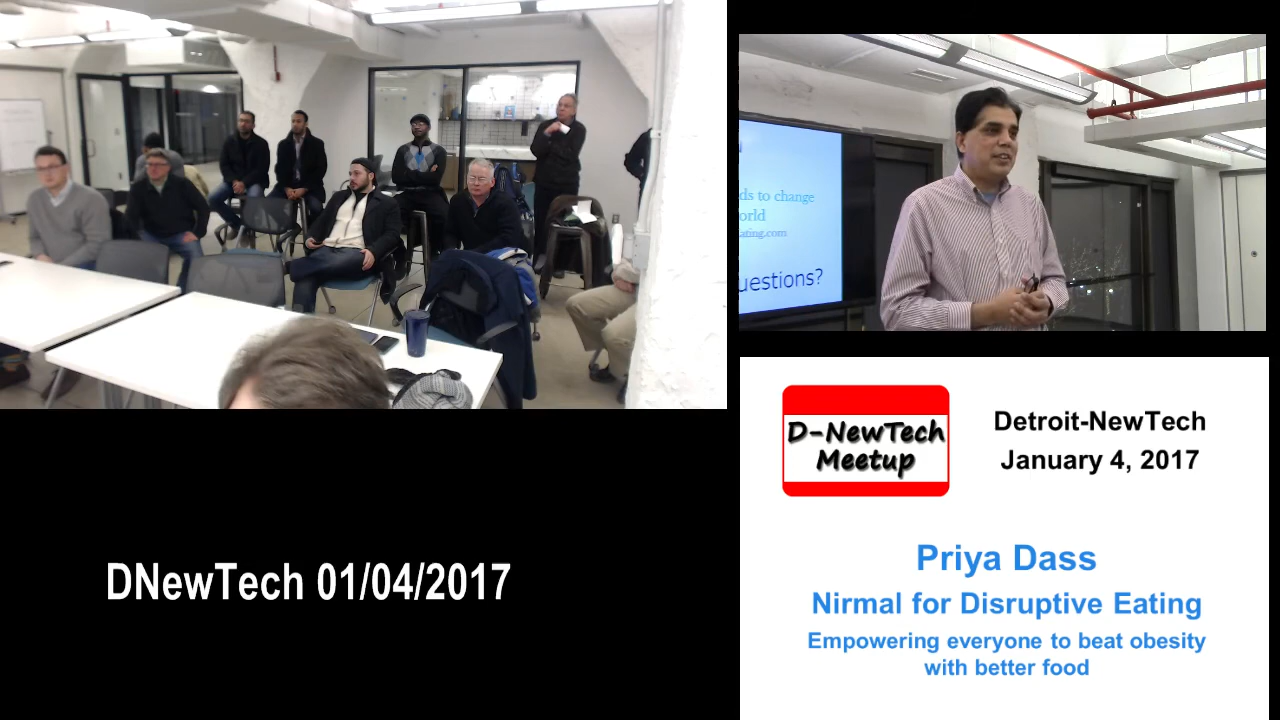 ds to change
orld
ating.com
uestions?
D-NewTech
Meetup
Detroit-NewTech
January 4, 2017
Priya Dass
Nirmal for Disruptive Eating
Empowering everyone to beat obesity
with better food
DNewTech 01/04/2017